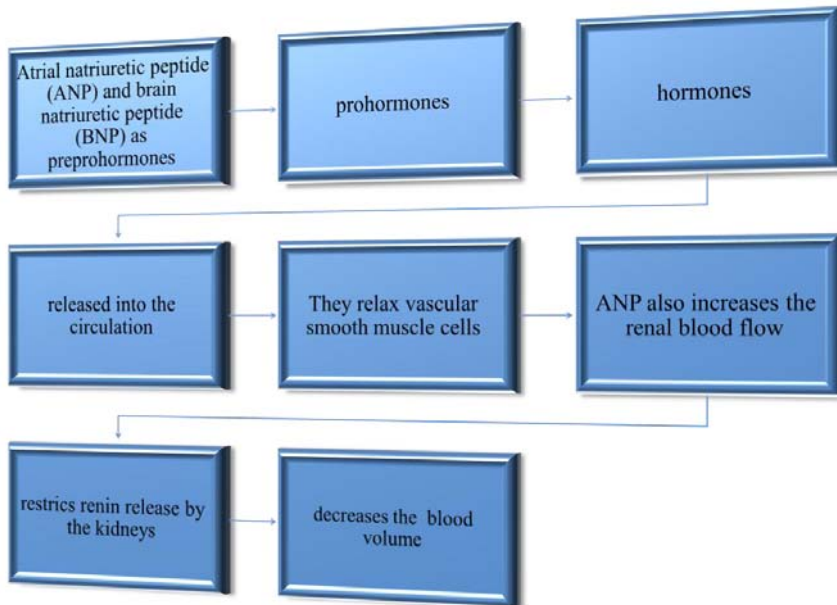 Atrial natriuretic peptide
(ANP) and brain
natriuretic peptide
(BNP) as
preprohormones
prohormones
hormones
released into the
circulation
They relax vascular
smooth muscle cells
ANP also increases the
renal blood flow
restrics renin release by
the kidneys
decreases the blood
volume